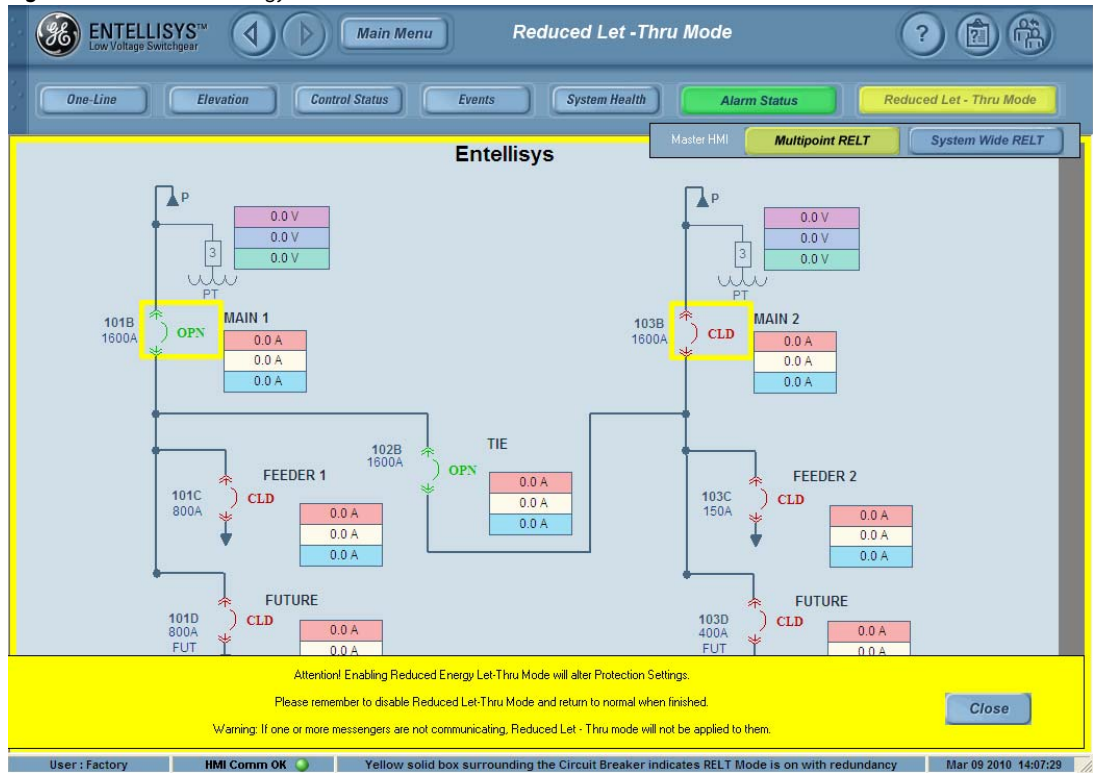 ENTELLISYS™
Low Voltage Switchgear
Main Menu
Reduced Let -Thru Mode
?
?
One-Line
Elevation
Control Status
Events
System Health
Alarm Status
Reduced Let - Thru Mode
Master HMI
Multipoint RELT
System Wide RELT
Entellisys
P
0.0 V
0.0 V
0.0 V
3
PT
101B
1600A
OPN
MAIN 1
0.0 A
0.0 A
0.0 A
P
0.0 V
0.0 V
0.0 V
3
PT
103B
1600A
CLD
MAIN 2
0.0 A
0.0 A
0.0 A
102B
1600A
OPN
TIE
0.0 A
0.0 A
0.0 A
FEEDER 1
101C
800A
CLD
0.0 A
0.0 A
0.0 A
FEEDER 2
103C
150A
CLD
0.0 A
0.0 A
0.0 A
FUTURE
101D
800A
FUT
CLD
0.0 A
0.0 A
FUTURE
103D
400A
FUT
CLD
0.0 A
0.0 A
Attention! Enabling Reduced Energy Let-Thru Mode will alter Protection Settings.
Please remember to disable Reduced Let-Thru Mode and return to normal when finished.
Warning: If one or more messengers are not communicating, Reduced Let - Thru mode will not be applied to them.
Close
User : Factory
HMI Comm OK
Yellow solid box surrounding the Circuit Breaker indicates RELT Mode is on with redundancy
Mar 09 2010 14:07:29